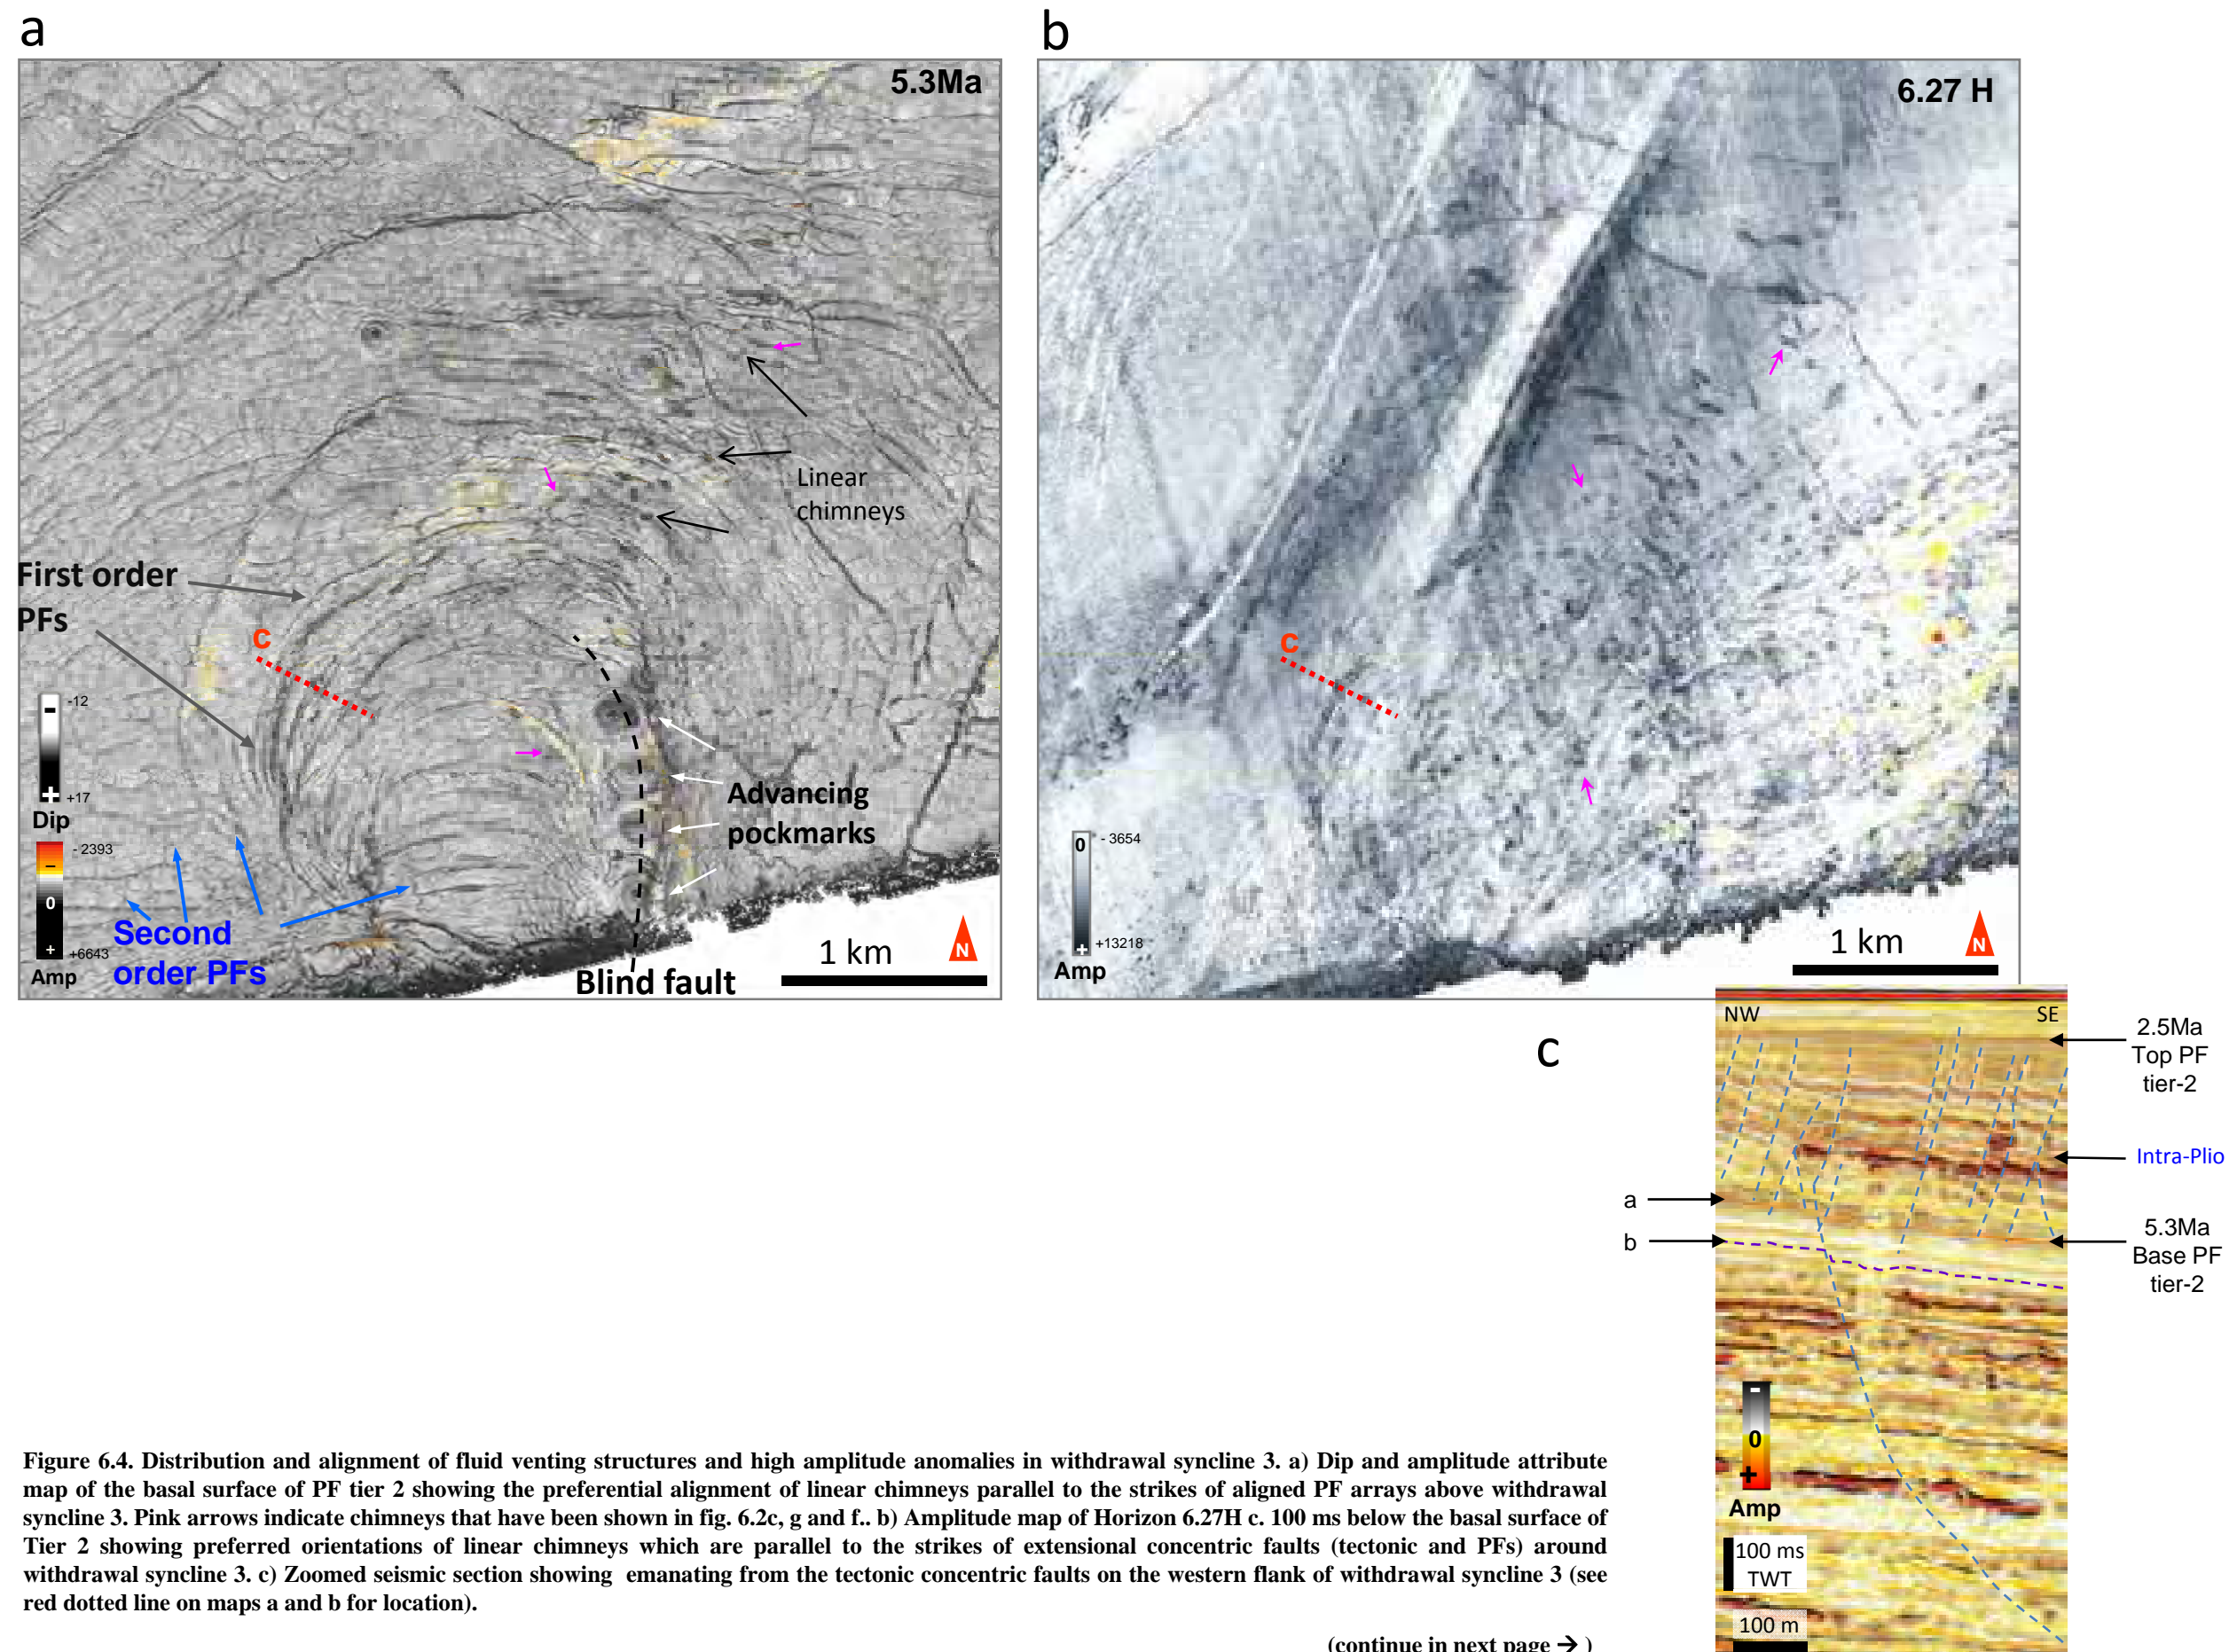 a
5.3Ma
Linear
chimneys
First order
PFs
c
-
-12
+
+17
Dip
- 2393
–
0
+
+6643
Amp
Second
order PFs
Advancing
pockmarks
Blind fault
1 km
N
b
6.27 H
c
0
- 3654
+
+13218
Amp
1 km
N
c
NW
SE
2.5Ma
Top PF
tier-2
Intra-Plio
a
b
5.3Ma
Base PF
tier-2
-
0
+
Amp
100 ms
TWT
100 m
Figure 6.4. Distribution and alignment of fluid venting structures and high amplitude anomalies in withdrawal syncline 3. a) Dip and amplitude attribute
map of the basal surface of PF tier 2 showing the preferential alignment of linear chimneys parallel to the strikes of aligned PF arrays above withdrawal
syncline 3. Pink arrows indicate chimneys that have been shown in fig. 6.2c, g and f.. b) Amplitude map of Horizon 6.27H c. 100 ms below the basal surface of
Tier 2 showing preferred orientations of linear chimneys which are parallel to the strikes of extensional concentric faults (tectonic and PFs) around
withdrawal syncline 3. c) Zoomed seismic section showing emanating from the tectonic concentric faults on the western flank of withdrawal syncline 3 (see
red dotted line on maps a and b for location).
(continue in next page → )